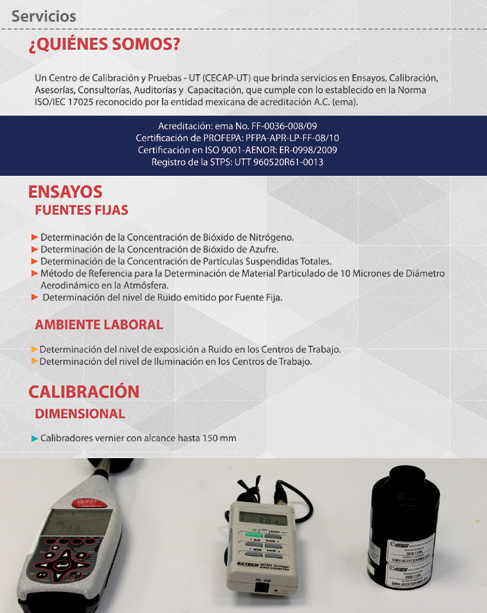 Servicios
¿QUIÉNES SOMOS?
Un Centro de Calibración y Pruebas - UT (CECAP-UT) que brinda servicios en Ensayos, Calibración,
Asesorías, Consultorías, Auditorías y Capacitación, que cumple con lo establecido en la Norma
ISO/IEC 17025 reconocido por la entidad mexicana de acreditación A.C. (ema).
Acreditación: ema No. FF-0036-008/09
Certificación de PROFEPA: PFPA-APR-LP-FF-08/10
Certificación en ISO 9001-AENOR: ER-0998/2009
Registro de la STPS: UTT 960520R61-0013
ENSAYOS
FUENTES FIJAS
Determinación de la Concentración de Bióxido de Nitrógeno.
Determinación de la Concentración de Bióxido de Azufre.
Determinación de la Concentración de Partículas Suspendidas Totales.
Método de Referencia para la Determinación de Material Particulado de 10 Micrones de Diámetro
Aerodinámico en la Atmósfera.
Determinación del nivel de Ruido emitido por Fuente Fija.
AMBIENTE LABORAL
Determinación del nivel de exposición a Ruido en los Centros de Trabajo.
Determinación del nivel de Iluminación en los Centros de Trabajo.
CALIBRACIÓN
DIMENSIONAL
Calibradores vernier con alcance hasta 150 mm
EXTECH